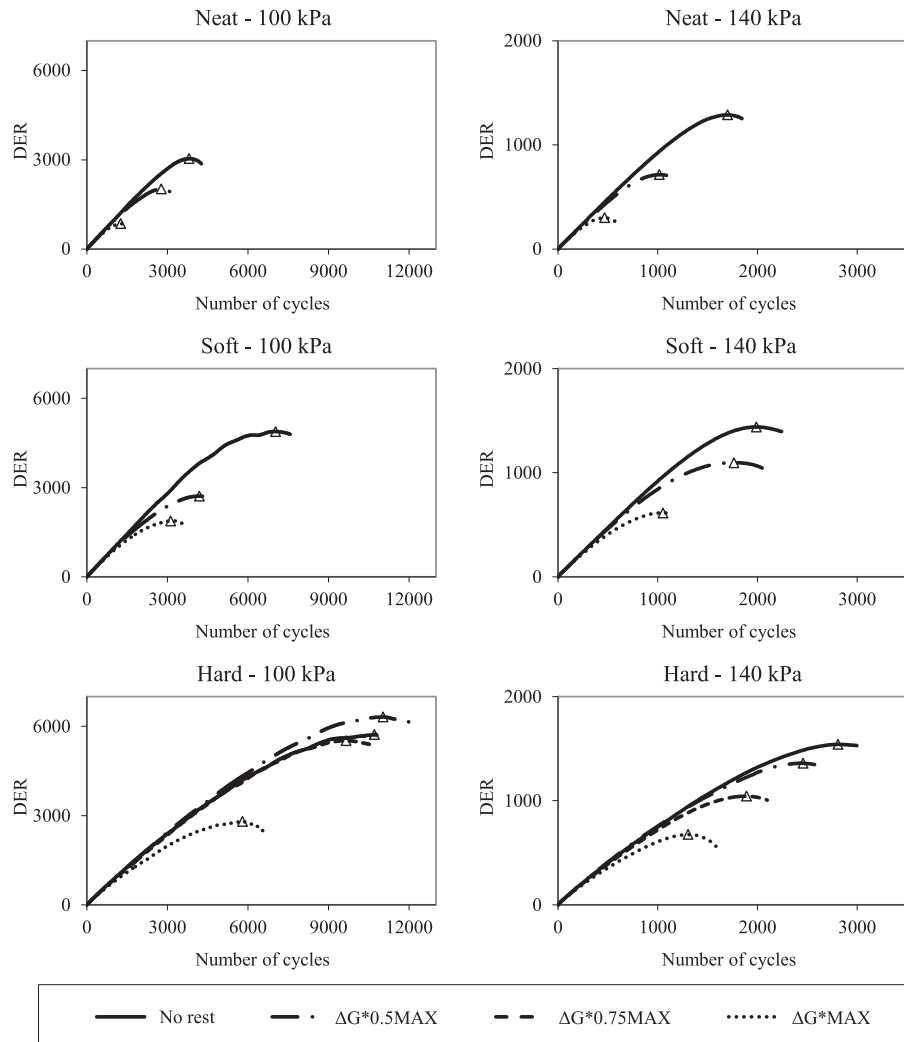 Neat - 100 kPa
6000
3000
0
DER
0 3000 6000 9000 12000
Number of cycles
Neat - 140 kPa
2000
1000
0
DER
0 1000 2000 3000
Number of cycles
Soft - 100 kPa
6000
3000
0
DER
0 3000 6000 9000 12000
Number of cycles
Soft - 140 kPa
2000
1000
0
DER
0 1000 2000 3000
Number of cycles
Hard - 100 kPa
6000
3000
0
DER
0 3000 6000 9000 12000
Number of cycles
Hard - 140 kPa
2000
1000
0
DER
0 1000 2000 3000
Number of cycles
No rest ΔG*0.5MAX ΔG*0.75MAX ΔG*MAX